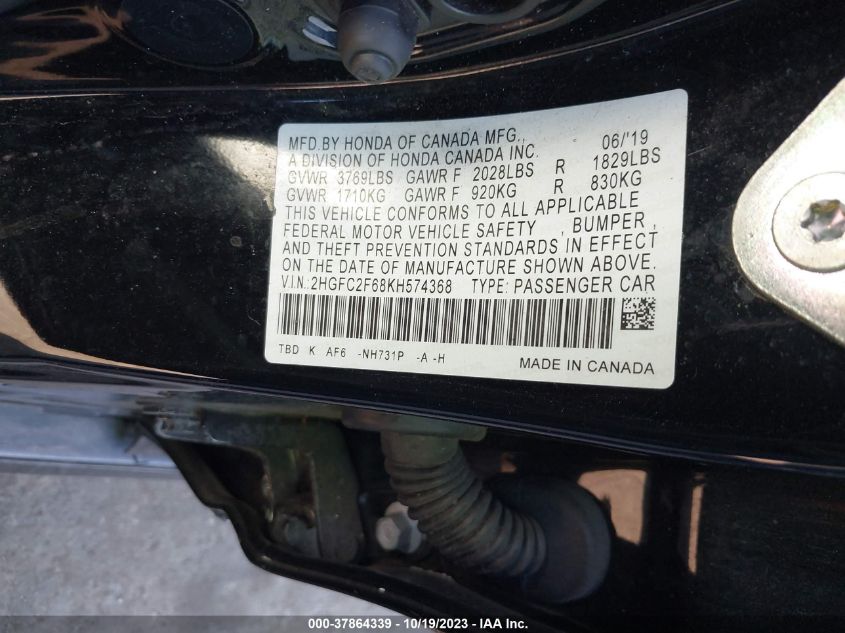 MFD.BY HONDA OF CANADA MFG., 06/'19
A DIVISION OF HONDA CANADA INC.
GVWR 3769LBS GAWR F 2028LBS R 1829LBS
GVWR 1710KG GAWR F 920KG R 830KG
THIS VEHICLE CONFORMS TO ALL APPLICABLE
FEDERAL MOTOR VEHICLE SAFETY , BUMPER ,
AND THEFT PREVENTION STANDARDS IN EFFECT
ON THE DATE OF MANUFACTURE SHOWN ABOVE.
V.I.N.:2HGFC2F68KH574368 TYPE: PASSENGER CAR
TBD K AF6 -NH731P -A -H
MADE IN CANADA
000-37864339 - 10/19/2023 - IAA Inc.